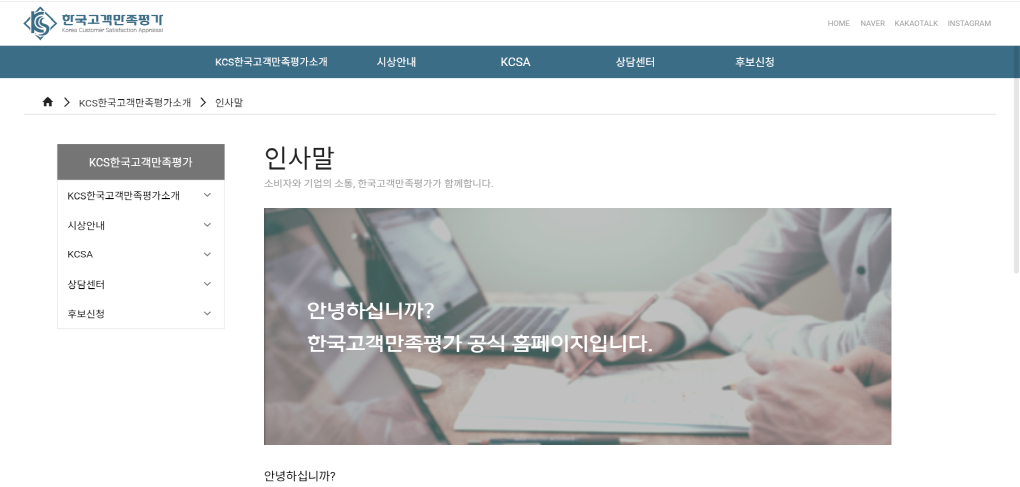 한국고객만족평가
Korea Customer Satisfaction Appraisal
HOME NAVER KAKAOTALK INSTAGRAM
KCS한국고객만족평가소개 시상안내 KCSA 상담센터 후보신청
KCS한국고객만족평가소개 인사말
KCS한국고객만족평가
KCS한국고객만족평가소개
시상안내
KCSA
상담센터
후보신청
인사말
소비자와 기업의 소통, 한국고객만족평가가 함께합니다.
안녕하십니까?
한국고객만족평가 공식 홈페이지입니다.
안녕하십니까?